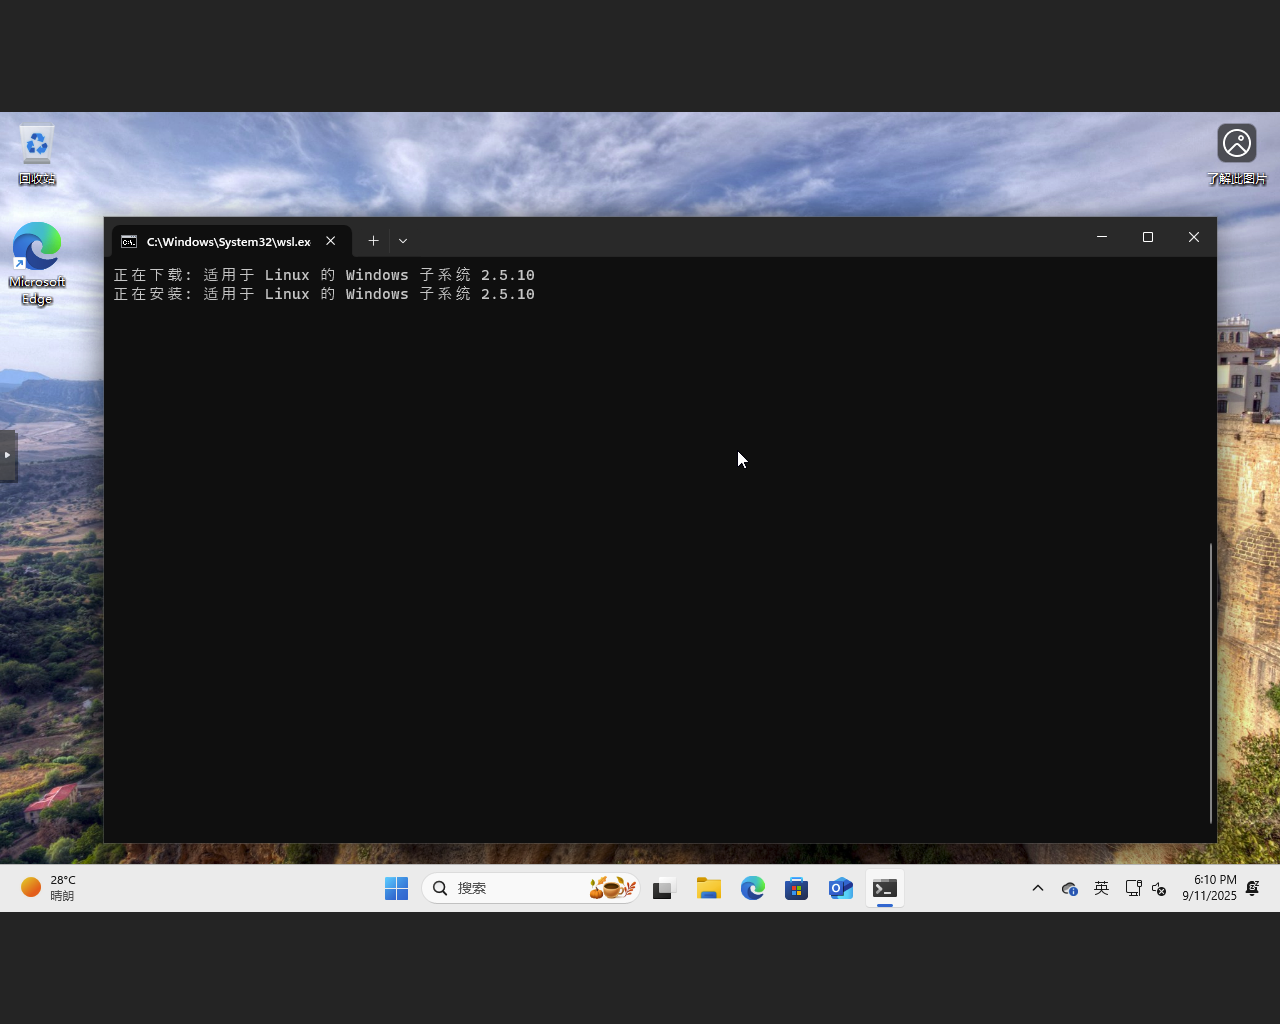 回收站
了解此图片
Microsoft
Edge
C:\Windows\System32\wsl.ex
正在下载: 适用于 Linux 的 Windows 子系统 2.5.10
正在安装: 适用于 Linux 的 Windows 子系统 2.5.10
28°C
晴朗
搜索
英
6:10 PM
9/11/2025